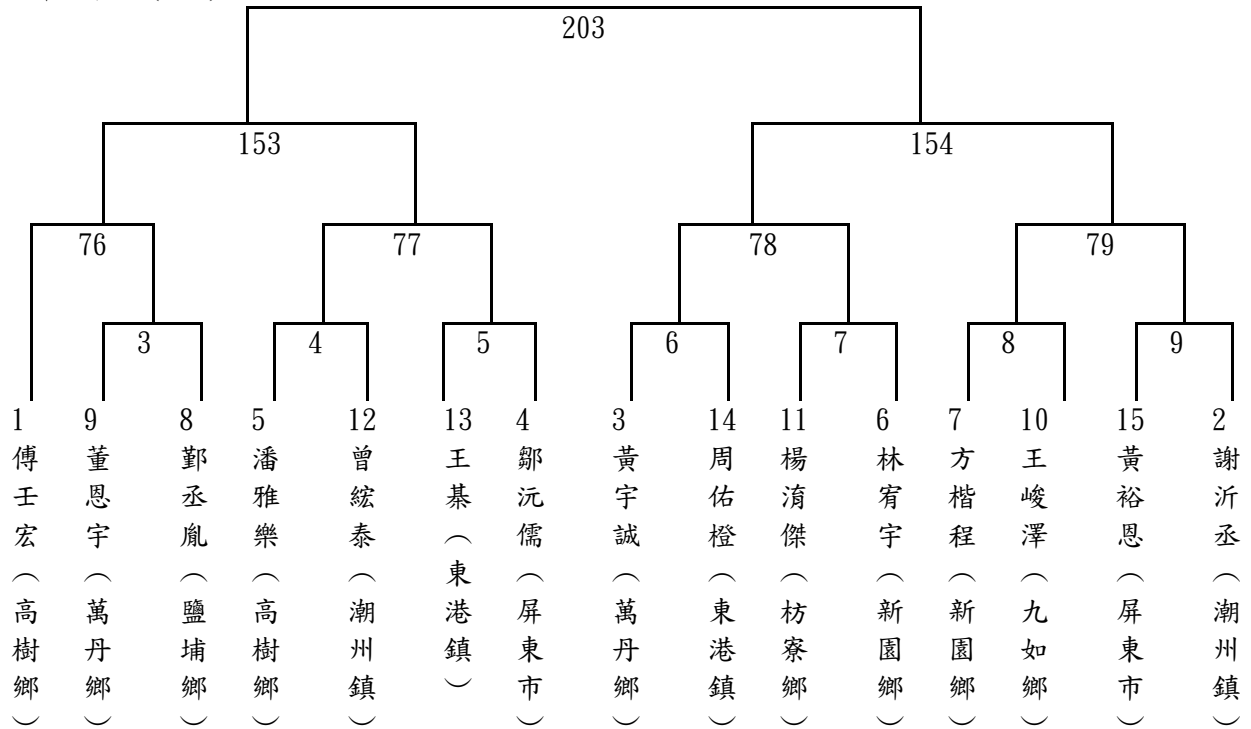 203
153
154
76
77
78
79
3
4
5
6
7
8
9
1
傅壬宏（高樹鄉）
9
董恩宇（萬丹鄉）
8
鄞丞胤（鹽埔鄉）
5
潘雅樂（高樹鄉）
12
曾綋泰（潮州鎮）
13
王棊（東港鎮）
4
鄒沅儒（屏東市）
3
黃宇誠（萬丹鄉）
14
周佑橙（東港鎮）
11
楊淯傑（枋寮鄉）
6
林宥宇（新園鄉）
7
方楷程（新園鄉）
10
王峻澤（九如鄉）
15
黃裕恩（屏東市）
2
謝沂丞（潮州鎮）